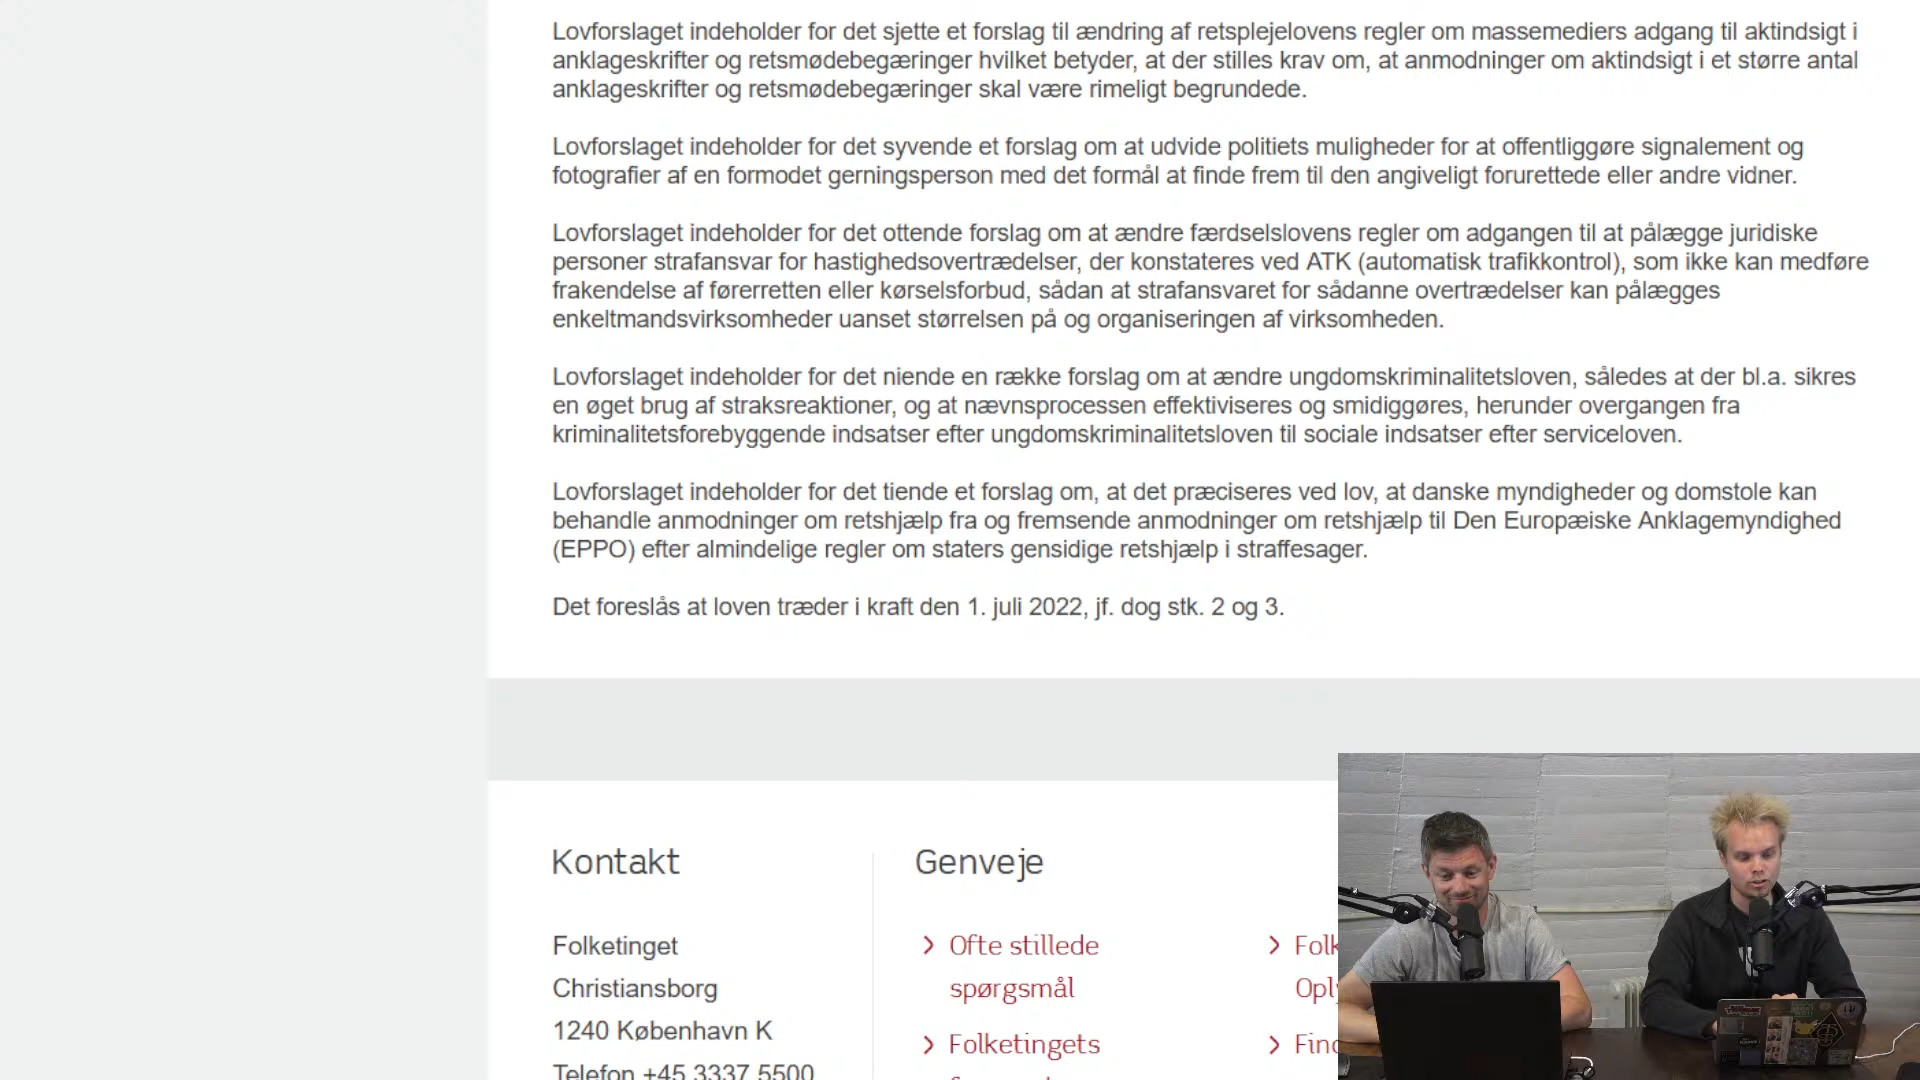 Lovforslaget indeholder for det sjette et forslag til ændring af retsplejelovens regler om massemediers adgang til aktindsigt i
anklageskrifter og retsmødebegæringer hvilket betyder, at der stilles krav om, at anmodninger om aktindsigt i et større antal
anklageskrifter og retsmødebegæringer skal være rimeligt begrundede.
Lovforslaget indeholder for det syvende et forslag om at udvide politiets muligheder for at offentliggøre signalement og
fotografier af en formodet gerningsperson med det formål at finde frem til den angiveligt forurettede eller andre vidner.
Lovforslaget indeholder for det ottende forslag om at ændre færdselslovens regler om adgangen til at pålægge juridiske
personer strafansvar for hastighedsovertrædelser, der konstateres ved ATK (automatisk trafikkontrol), som ikke kan medføre
frakendelse af førerretten eller kørselsforbud, sådan at strafansvaret for sådanne overtrædelser kan pålægges
enkeltmandsvirksomheder uanset størrelsen på og organiseringen af virksomheden.
Lovforslaget indeholder for det niende en række forslag om at ændre ungdomskriminalitetsloven, således at der bl.a. sikres
en øget brug af straksreaktioner, og at nævnsprocessen effektiviseres og smidiggøres, herunder overgangen fra
kriminalitetsforebyggende indsatser efter ungdomskriminalitetsloven til sociale indsatser efter serviceloven.
Lovforslaget indeholder for det tiende et forslag om, at det præciseres ved lov, at danske myndigheder og domstole kan
behandle anmodninger om retshjælp fra og fremsende anmodninger om retshjælp til Den Europæiske Anklagemyndighed
(EPPO) efter almindelige regler om staters gensidige retshjælp i straffesager.
Det foreslås at loven træder i kraft den 1. juli 2022, jf. dog stk. 2 og 3.
Kontakt
Folketinget
Christiansborg
1240 København K
Telefon +45 3337 5500
Genveje
Ofte stillede
spørgsmål
Folketingets
Folk
Opl
Find